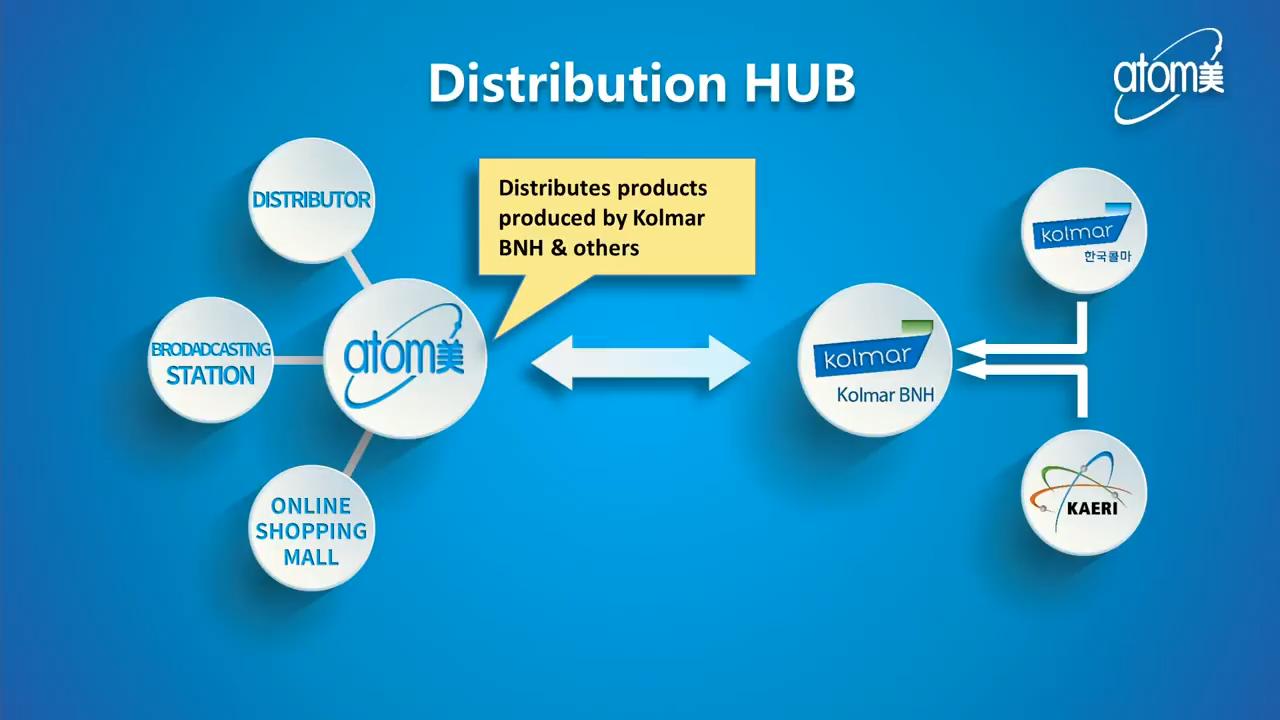 Distribution HUB
atom美
DISTRIBUTOR
Distributes products
produced by Kolmar
BNH & others
kolmar
한국콜마
BRODADCASTING
STATION
atom美
kolmar
Kolmar BNH
ONLINE
SHOPPING
MALL
KAERI